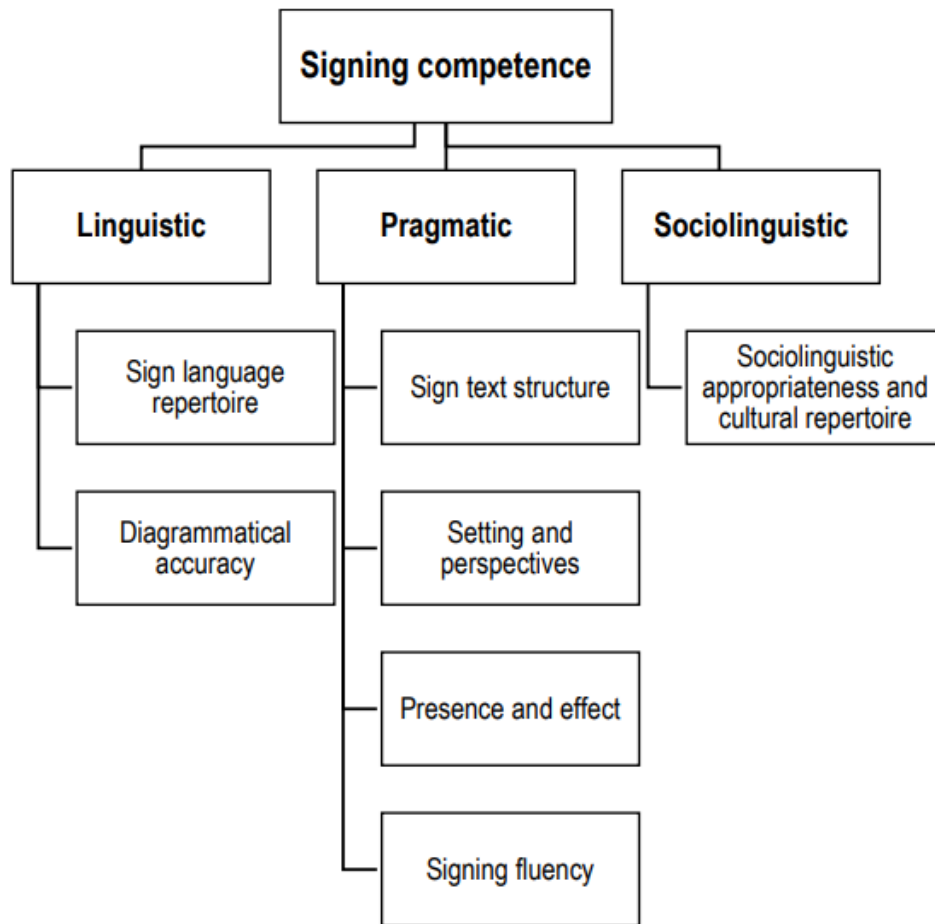 Signing competence
Linguistic
Pragmatic
Sociolinguistic
Sign language
repertoire
Diagrammatical
accuracy
Sign text structure
Setting and
perspectives
Presence and effect
Signing fluency
Sociolinguistic
appropriateness and
cultural repertoire